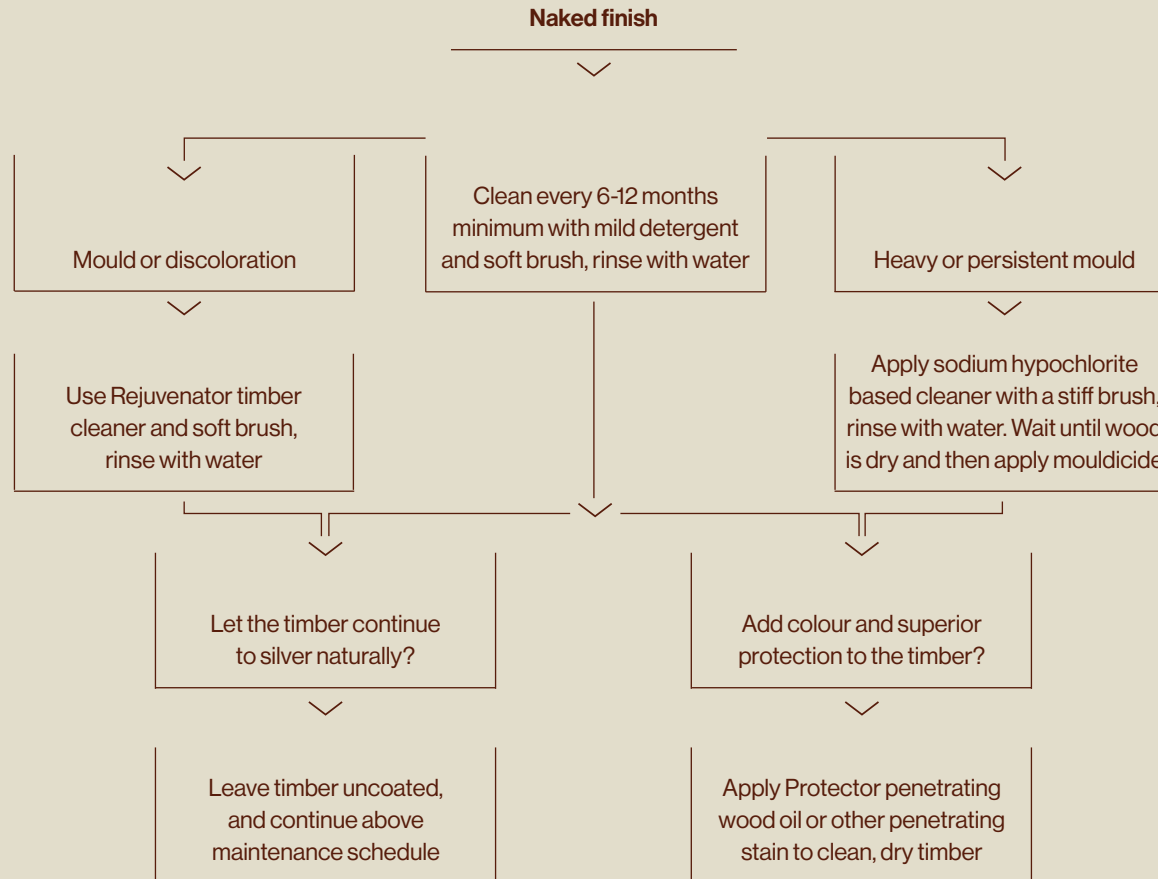 Naked finish
Clean every 6-12 months
minimum with mild detergent
and soft brush, rinse with water
Mould or discoloration
Heavy or persistent mould
Use Rejuvenator timber
cleaner and soft brush,
rinse with water
Apply sodium hypochlorite
based cleaner with a stiff brush,
rinse with water. Wait until wood
is dry and then apply mouldicide
Let the timber continue
to silver naturally?
Add colour and superior
protection to the timber?
Leave timber uncoated,
and continue above
maintenance schedule
Apply Protector penetrating
wood oil or other penetrating
stain to clean, dry timber